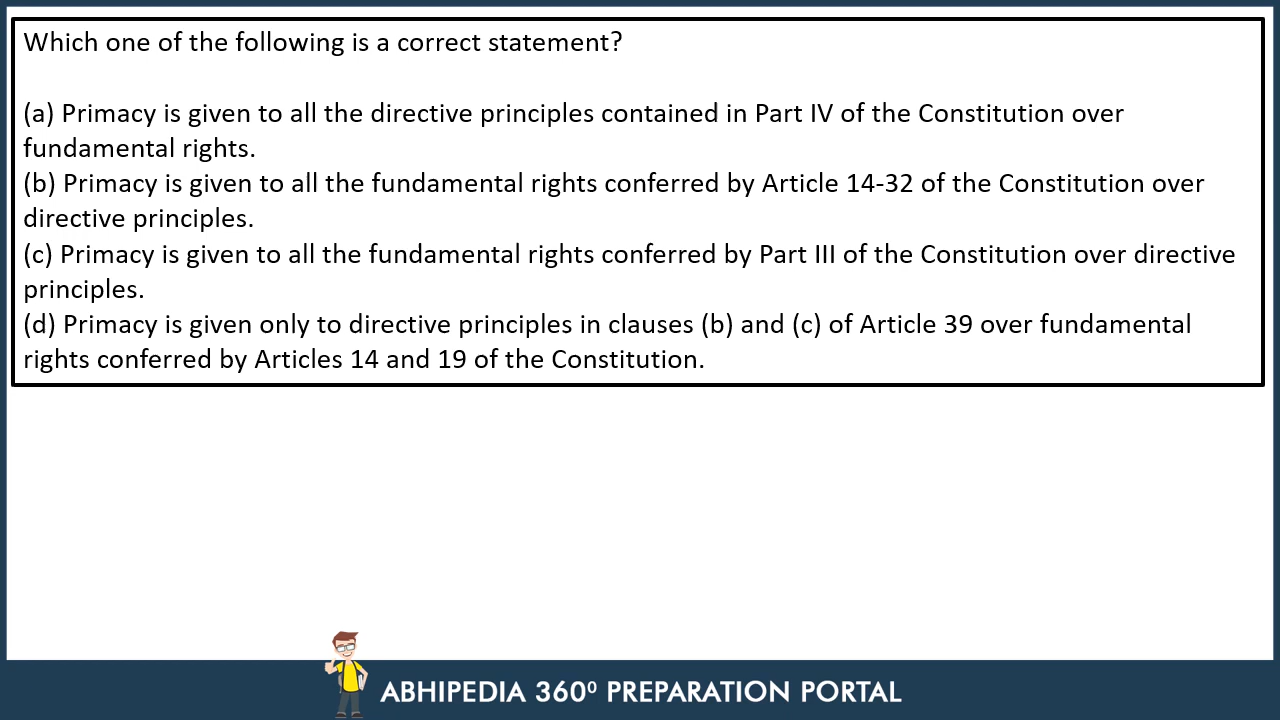 Which one of the following is a correct statement?
(a) Primacy is given to all the directive principles contained in Part IV of the Constitution over
fundamental rights.
(b) Primacy is given to all the fundamental rights conferred by Article 14-32 of the Constitution over
directive principles.
(c) Primacy is given to all the fundamental rights conferred by Part III of the Constitution over directive
principles.
(d) Primacy is given only to directive principles in clauses (b) and (c) of Article 39 over fundamental
rights conferred by Articles 14 and 19 of the Constitution.
ABHIPEDIA 360⁰ PREPARATION PORTAL